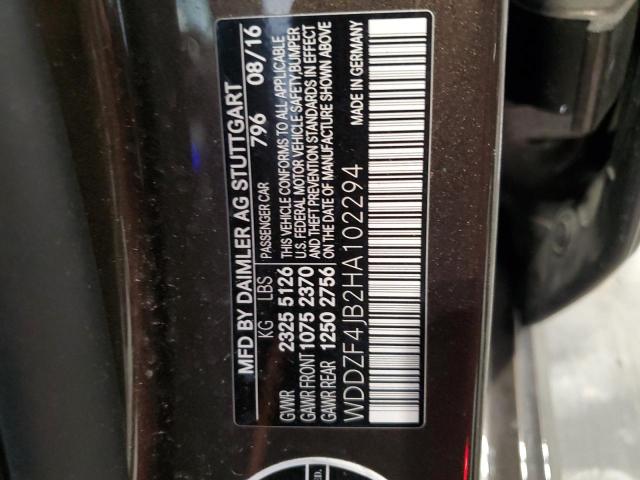 MFD BY DAIMLER AG STUTTGART
KG LBS PASSENGER CAR 796 08/16
GVWR 2325 5126 THIS VEHICLE CONFORMS TO ALL APPLICABLE
GAWR FRONT 1075 2370 U.S. FEDERAL MOTOR VEHICLE SAFETY,BUMPER
AND THEFT PREVENTION STANDARDS IN EFFECT
GAWR REAR 1250 2756 ON THE DATE OF MANUFACTURE SHOWN ABOVE
WDDZF4JB2HA102294 MADE IN GERMANY